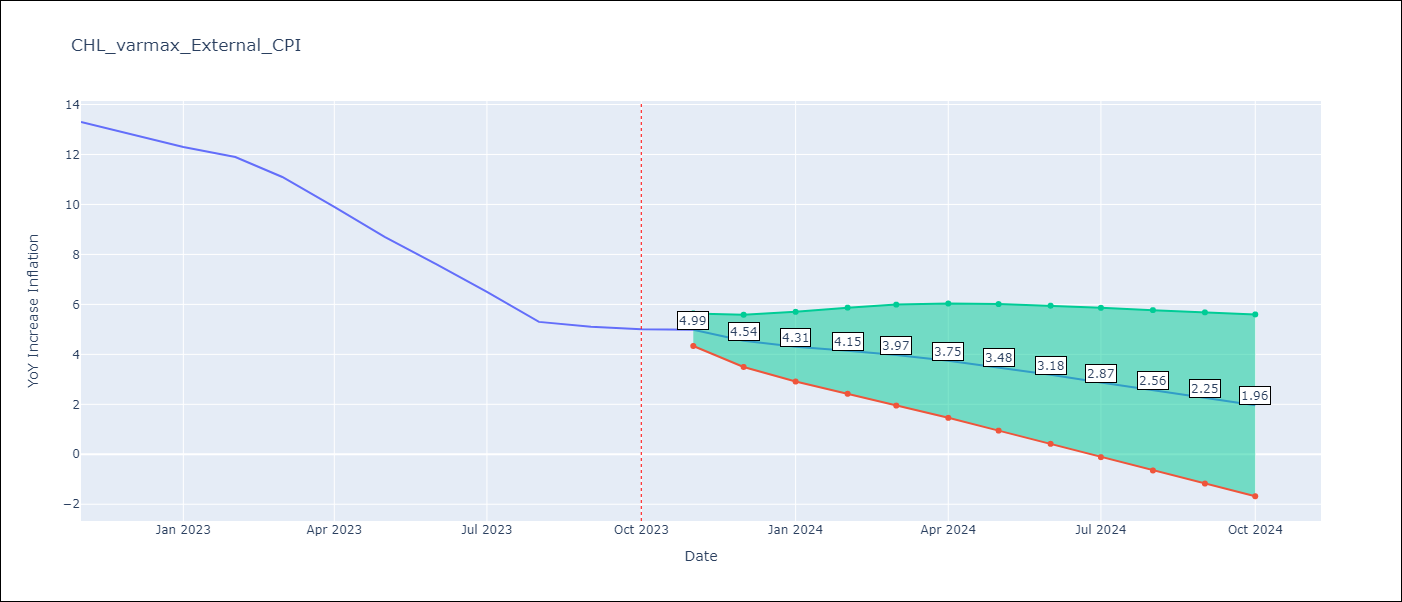 CHL_varmax_External_CPI
YoY Increase Inflation
14
12
10
8
6
4
2
0
−2
4.99
4.54
4.31
4.15
3.97
3.75
3.48
3.18
2.87
2.56
2.25
1.96
Jan 2023
Apr 2023
Jul 2023
Oct 2023
Jan 2024
Apr 2024
Jul 2024
Oct 2024
Date